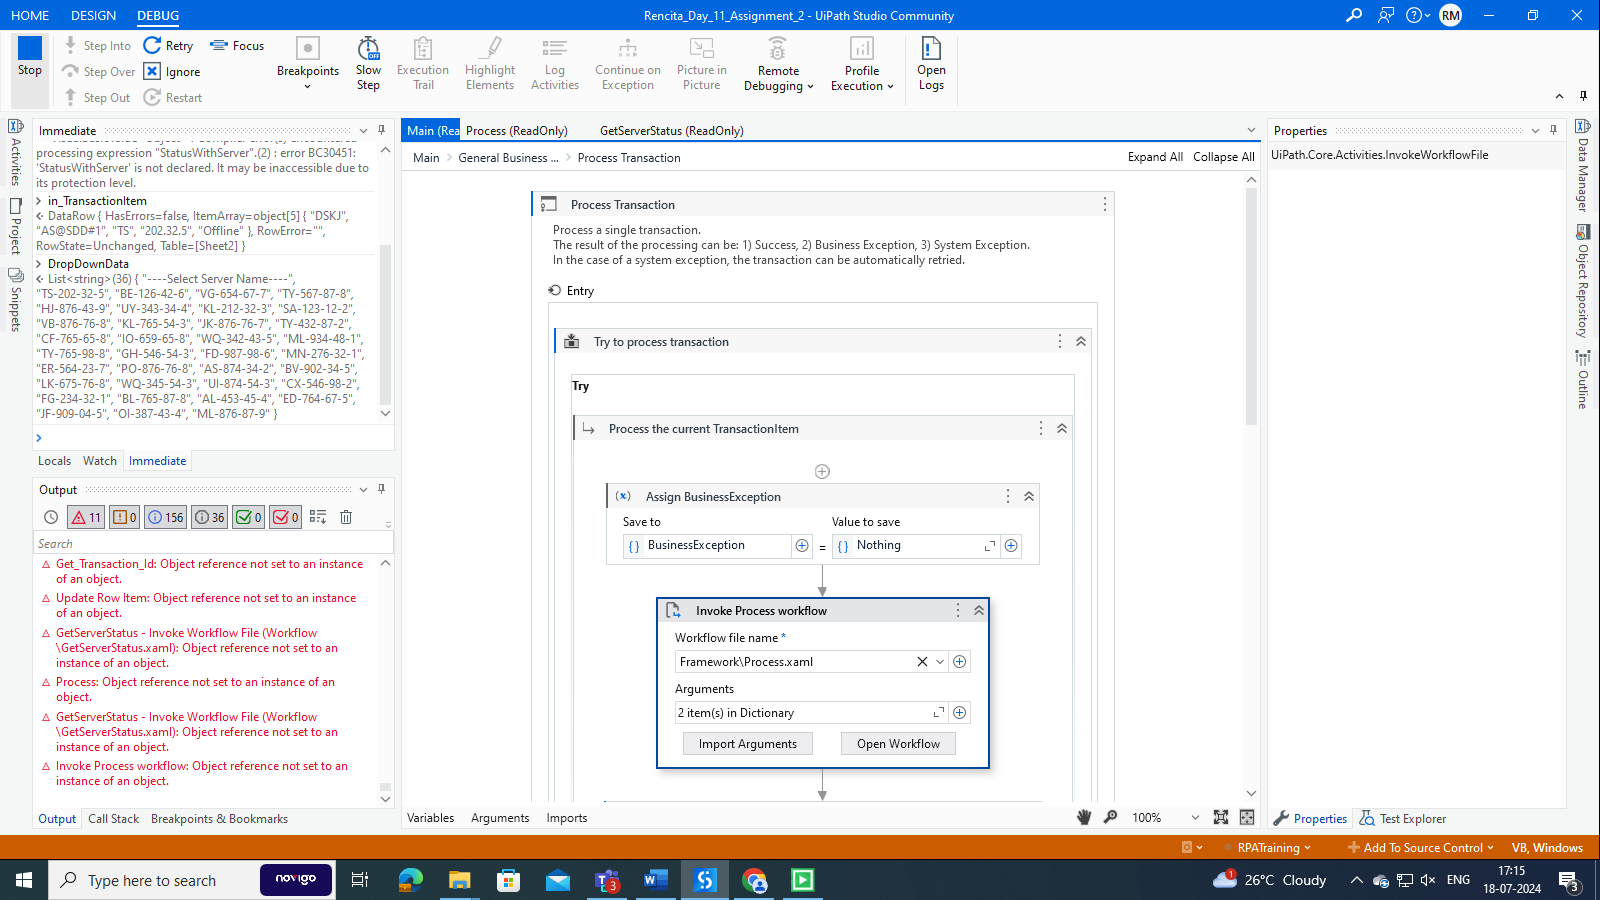 HOME DESIGN DEBUG
Rencita_Day_11_Assignment_2 - UiPath Studio Community
RM
Stop
Step Into
Step Over
Step Out
Retry
Ignore
Restart
Focus
Breakpoints
Slow
Step
Execution
Trail
Highlight
Elements
Log
Activities
Continue on
Exception
Picture in
Picture
Remote
Debugging
Profile
Execution
Open
Logs
Activities
Project
Snippets
Immediate
processing expression "StatusWithServer".(2) : error BC30451:
'StatusWithServer' is not declared. It may be inaccessible due to
its protection level.
in_TransactionItem
DataRow { HasErrors=false, ItemArray=object[5] { "DSKJ",
"AS@SDD#1", "TS", "202.32.5", "Offline" }, RowError="",
RowState=Unchanged, Table=[Sheet2] }
DropDownData
List<string>(36) { "----Select Server Name----",
"TS-202-32-5", "BE-126-42-6", "VG-654-67-7", "TY-567-87-8",
"HJ-876-43-9", "UY-343-34-4", "KL-212-32-3", "SA-123-12-2",
"VB-876-76-8", "KL-765-54-3", "JK-876-76-7", "TY-432-87-2",
"CF-765-65-8", "IO-659-65-8", "WQ-342-43-5", "ML-934-48-1",
"TY-765-98-8", "GH-546-54-3", "FD-987-98-6", "MN-276-32-1",
"ER-564-23-7", "PO-876-76-8", "AS-874-34-2", "BV-902-34-5",
"LK-675-76-8", "WQ-345-54-3", "UI-874-54-3", "CX-546-98-2",
"FG-234-32-1", "BL-765-87-8", "AL-453-45-4", "ED-764-67-5",
"JF-909-04-5", "OI-387-43-4", "ML-876-87-9" }
Locals Watch Immediate
Output
11 0 156 36 0 0
Search
Get_Transaction_Id: Object reference not set to an instance
of an object.
Update Row Item: Object reference not set to an instance
of an object.
GetServerStatus - Invoke Workflow File (Workflow
\GetServerStatus.xaml): Object reference not set to an
instance of an object.
Process: Object reference not set to an instance of an
object.
GetServerStatus - Invoke Workflow File (Workflow
\GetServerStatus.xaml): Object reference not set to an
instance of an object.
Invoke Process workflow: Object reference not set to an
instance of an object.
Output Call Stack Breakpoints & Bookmarks
Main (Rea Process (ReadOnly) GetServerStatus (ReadOnly)
Main General Business ... Process Transaction Expand All Collapse All
Process Transaction
Process a single transaction.
The result of the processing can be: 1) Success, 2) Business Exception, 3) System Exception.
In the case of a system exception, the transaction can be automatically retried.
Entry
Try to process transaction
Try
Process the current TransactionItem
(x) Assign BusinessException
Save to Value to save
{ } BusinessException = { } Nothing
Invoke Process workflow
Workflow file name *
Framework\Process.xaml
Arguments
2 item(s) in Dictionary
Import Arguments Open Workflow
Variables Arguments Imports 100%
Properties
UiPath.Core.Activities.InvokeWorkflowFile
Properties Test Explorer
Data Manager
Object Repository
Outline
RPATraining Add To Source Control VB, Windows
Type here to search novigo 3 1 26°C Cloudy ENG 17:15
18-07-2024 3